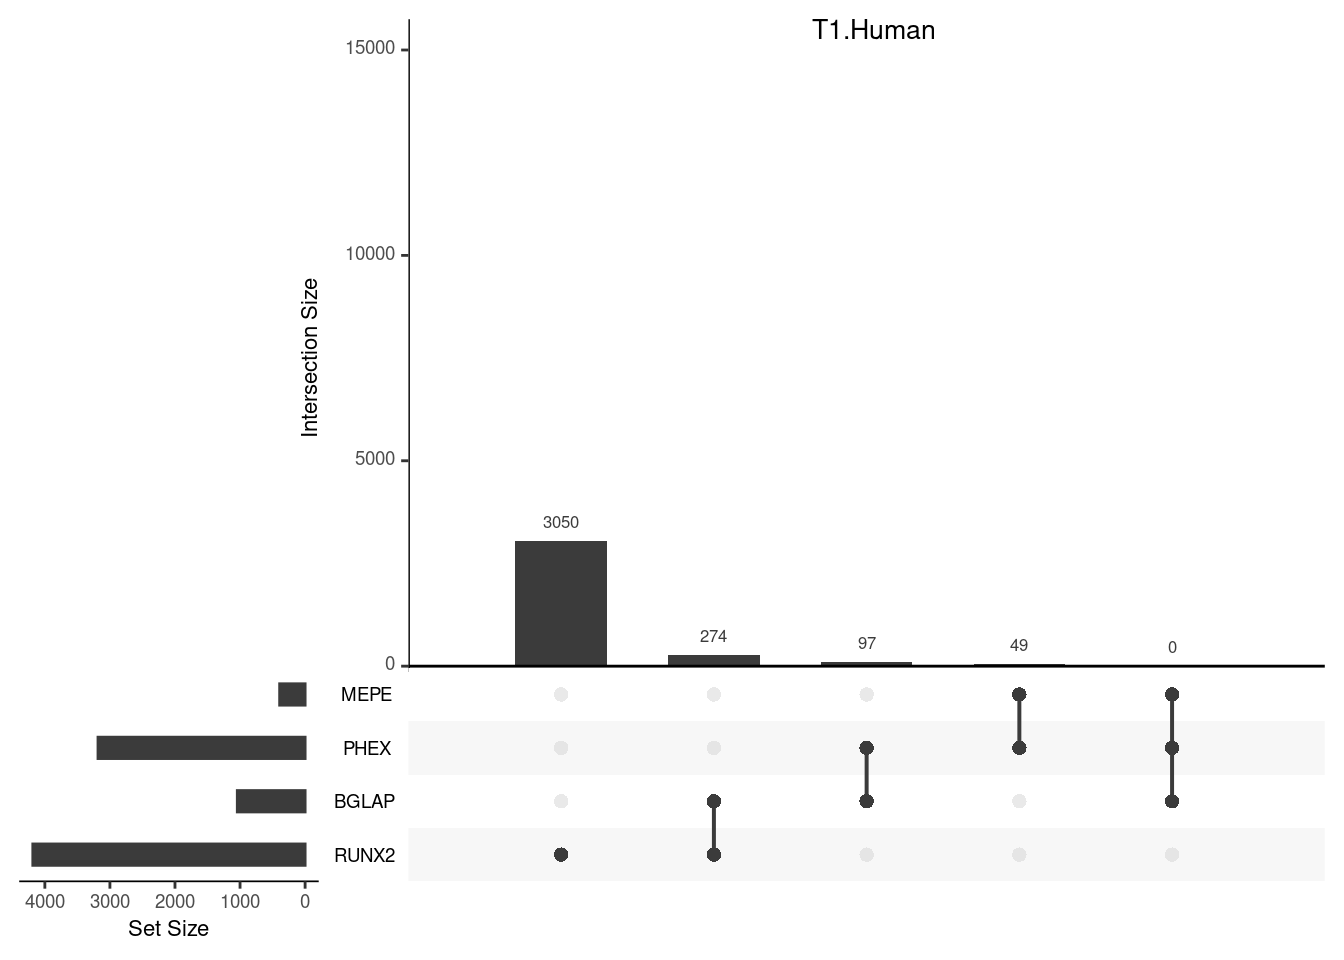 T1.Human
15000
10000
5000
0
Intersection Size
3050
274
97
49
0
MEPE
PHEX
BGLAP
RUNX2
4000 3000 2000 1000 0
Set Size